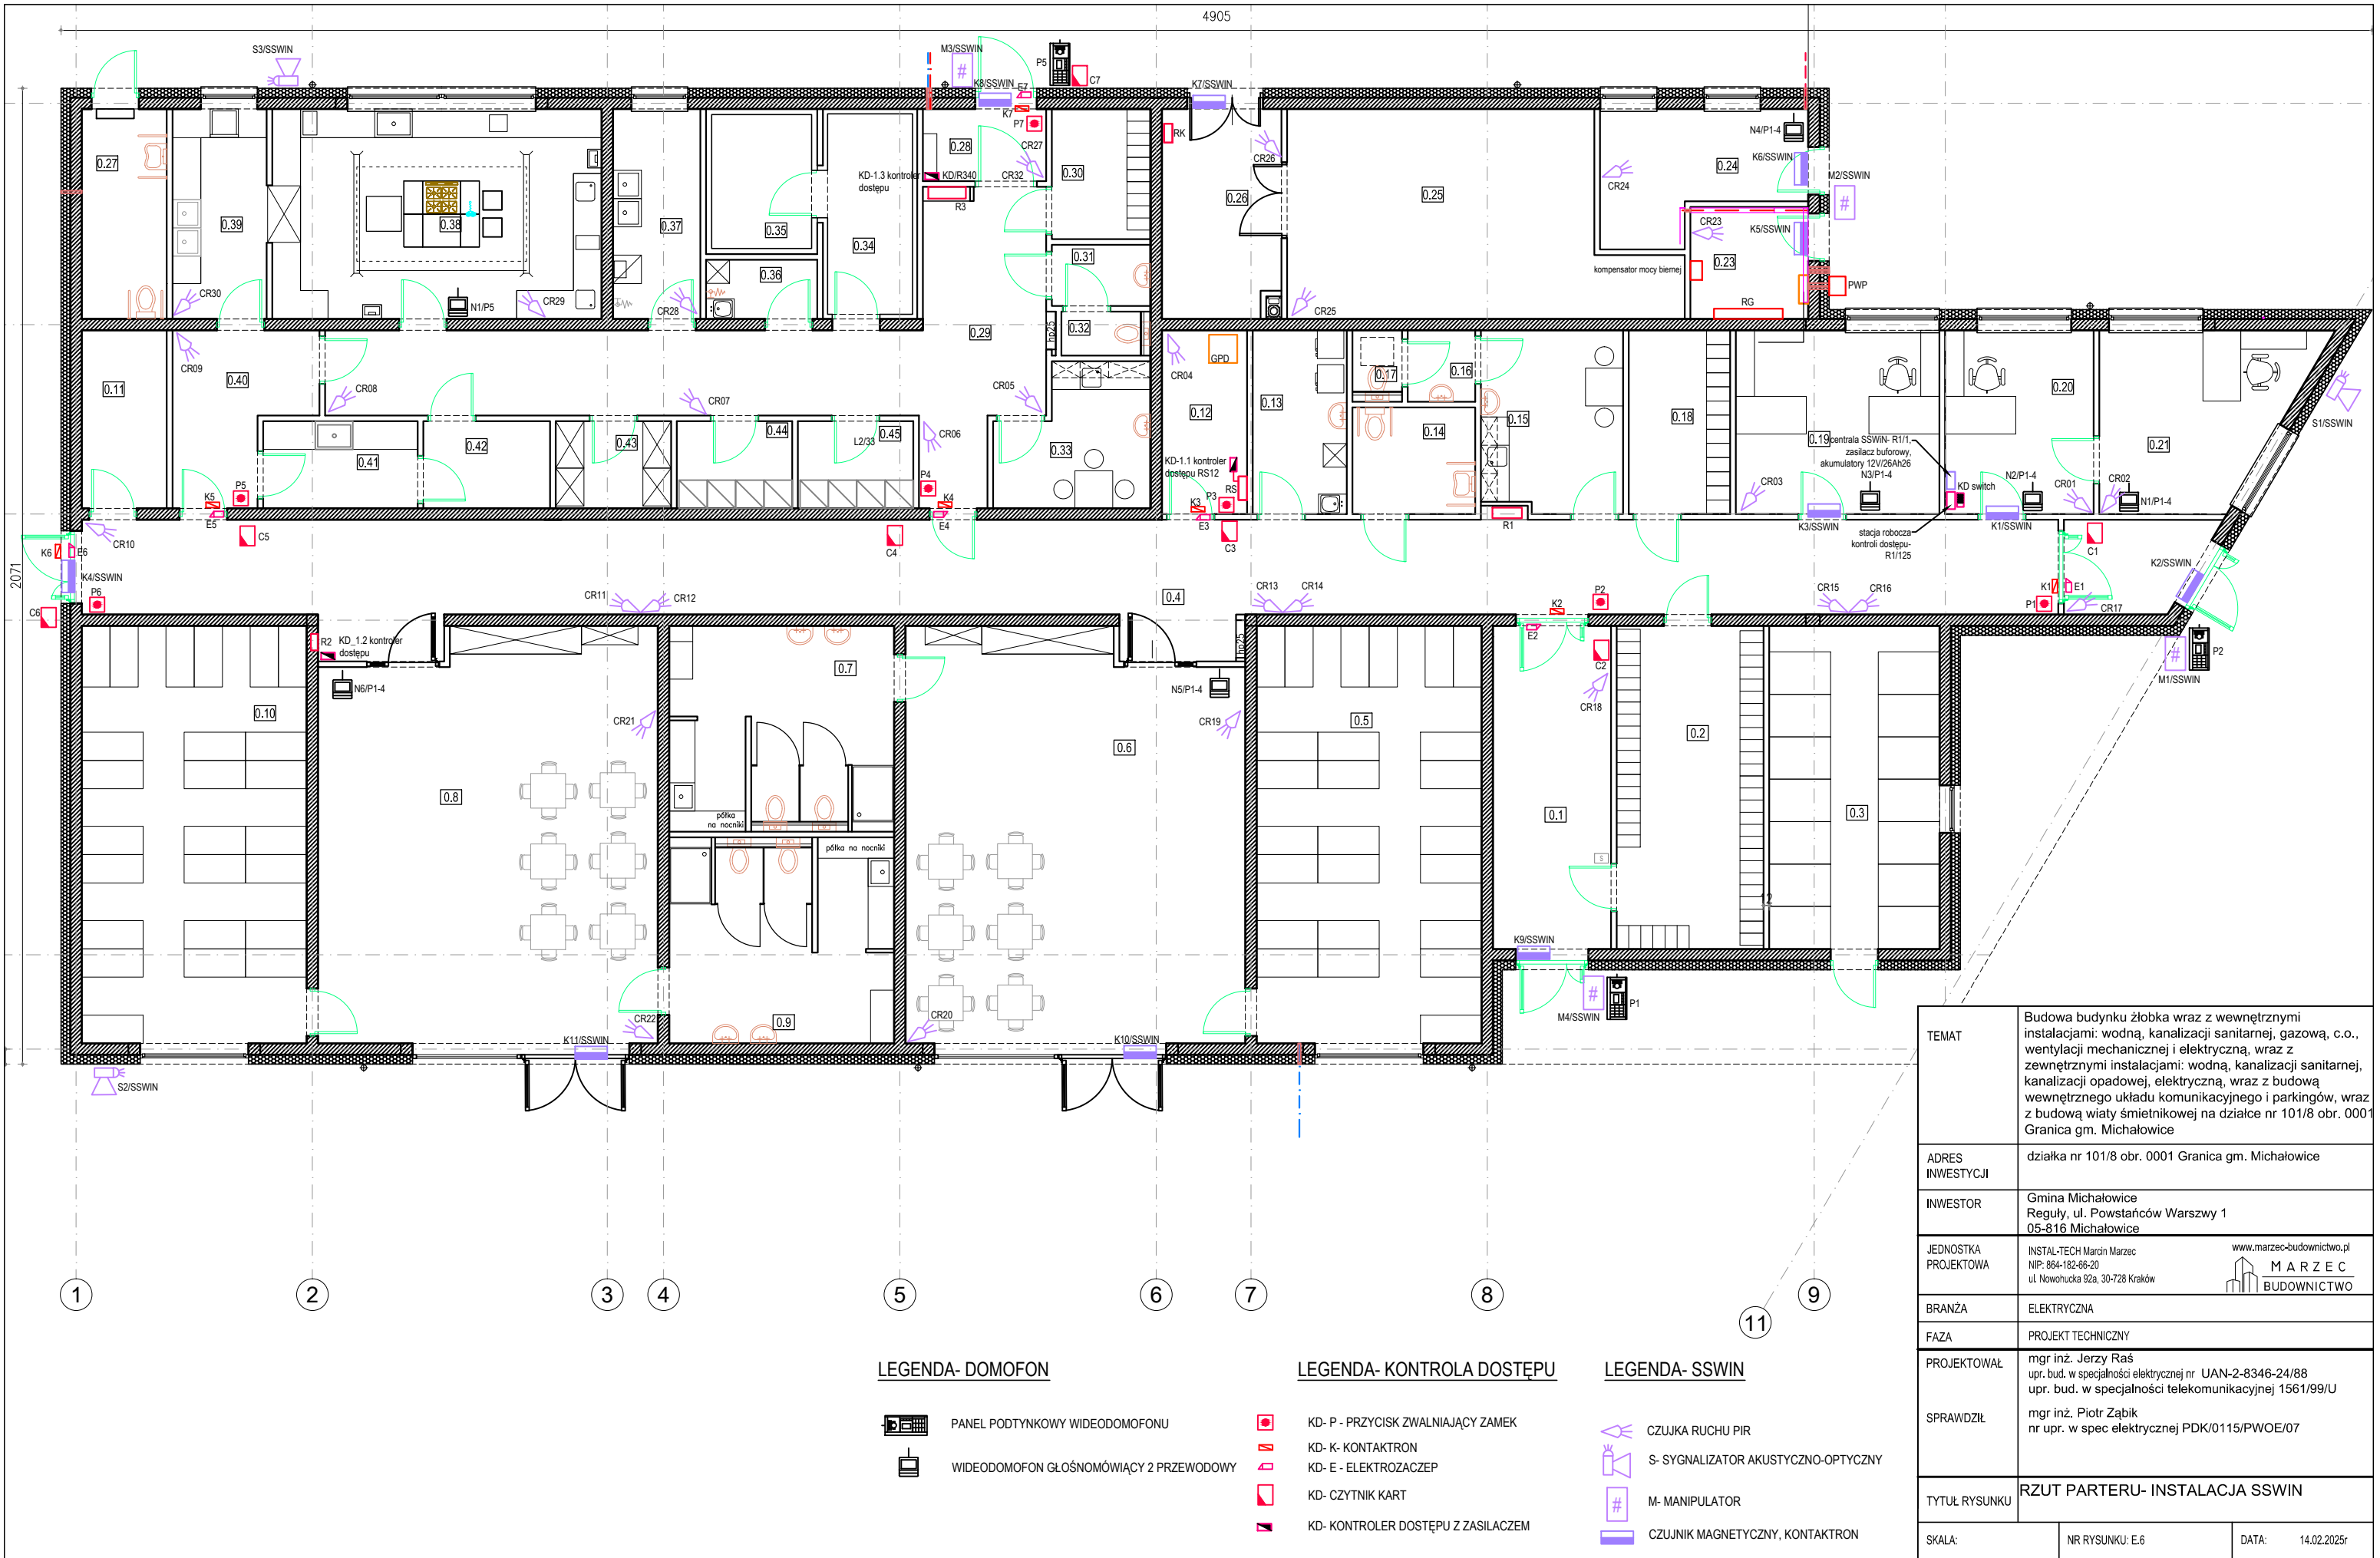 4905
2071
S3/SSWIN
M3/SSWIN
#
K8/SSWIN
E7
K7
P7
P5
C7
K7/SSWIN
RK
N4/P1-4
K6/SSWIN
M2/SSWIN
#
0.27
0.39
0.38
0.37
0.35
0.34
0.36
0.28
CR27
KD-1.3 kontroler
dostępu
KD/R340
CR32
R3
0.30
CR26
0.26
0.25
CR24
0.24
CR23
K5/SSWIN
0.23
kompensator mocy biernej
RG
PWP
CR30
N1/P5
CR29
CR28
0.31
0.32
hp25
0.29
CR25
0.11
CR09
0.40
CR08
CR07
CR05
CR06
CR04
GPD
0.12
0.13
0.17
0.16
0.14
0.15
0.18
0.19
0.20
0.21
S1/SSWIN
0.42
0.41
0.43
0.44
L2/33
0.45
0.33
KD-1.1 kontroler
dostępu RS12
RS
centrala SSWiN- R1/1,
zasilacz buforowy,
akumulatory 12V/26Ah26
N3/P1-4
CR03
KD switch
N2/P1-4
CR01
CR02
N1/P1-4
P5
K5
E5
C5
P4
K4
E4
C4
P3
K3
E3
C3
R1
K3/SSWIN
K1/SSWIN
stacja robocza
kontroli dostępu-
R1/125
C1
K2/SSWIN
CR10
K6
E6
K4/SSWIN
P6
C6
CR11
CR12
0.4
CR13
CR14
K2
P2
E2
C2
CR15
CR16
K1
E1
P1
CR17
R2
KD_1.2 kontroler
dostępu
N6/P1-4
N5/P1-4
hp25
#
P2
M1/SSWIN
0.10
CR21
0.7
CR19
0.5
CR18
0.2
0.8
0.6
0.1
0.3
półka
na nocniki
półka na nocniki
S
12
0.9
CR22
CR20
K9/SSWIN
#
P1
M4/SSWIN
K11/SSWIN
K10/SSWIN
S2/SSWIN
1
2
3
4
5
6
7
8
9
11
LEGENDA- DOMOFON
PANEL PODTYNKOWY WIDEODOMOFONU
WIDEODOMOFON GŁOŚNOMÓWIĄCY 2 PRZEWODOWY
LEGENDA- KONTROLA DOSTĘPU
KD- P - PRZYCISK ZWALNIAJĄCY ZAMEK
KD- K- KONTAKTRON
KD- E - ELEKTROZACZEP
KD- CZYTNIK KART
KD- KONTROLER DOSTĘPU Z ZASILACZEM
LEGENDA- SSWIN
CZUJKA RUCHU PIR
S- SYGNALIZATOR AKUSTYCZNO-OPTYCZNY
#
M- MANIPULATOR
CZUJNIK MAGNETYCZNY, KONTAKTRON
TEMAT
Budowa budynku żłobka wraz z wewnętrznymi
instalacjami: wodną, kanalizacji sanitarnej, gazową, c.o.,
wentylacji mechanicznej i elektryczną, wraz z
zewnętrznymi instalacjami: wodną, kanalizacji sanitarnej,
kanalizacji opadowej, elektryczną, wraz z budową
wewnętrznego układu komunikacyjnego i parkingów, wraz
z budową wiaty śmietnikowej na działce nr 101/8 obr. 0001
Granica gm. Michałowice
ADRES
INWESTYCJI
działka nr 101/8 obr. 0001 Granica gm. Michałowice
INWESTOR
Gmina Michałowice
Reguły, ul. Powstańców Warszwy 1
05-816 Michałowice
JEDNOSTKA
PROJEKTOWA
INSTAL-TECH Marcin Marzec
NIP: 864-182-66-20
ul. Nowohucka 92a, 30-728 Kraków
www.marzec-budownictwo.pl
MARZEC
BUDOWNICTWO
BRANŻA
ELEKTRYCZNA
FAZA
PROJEKT TECHNICZNY
PROJEKTOWAŁ
mgr inż. Jerzy Raś
upr. bud. w specjalności elektrycznej nr UAN-2-8346-24/88
upr. bud. w specjalności telekomunikacyjnej 1561/99/U
SPRAWDZIŁ
mgr inż. Piotr Ząbik
nr upr. w spec elektrycznej PDK/0115/PWOE/07
TYTUŁ RYSUNKU
RZUT PARTERU- INSTALACJA SSWIN
SKALA:
NR RYSUNKU: E.6
DATA: 14.02.2025r